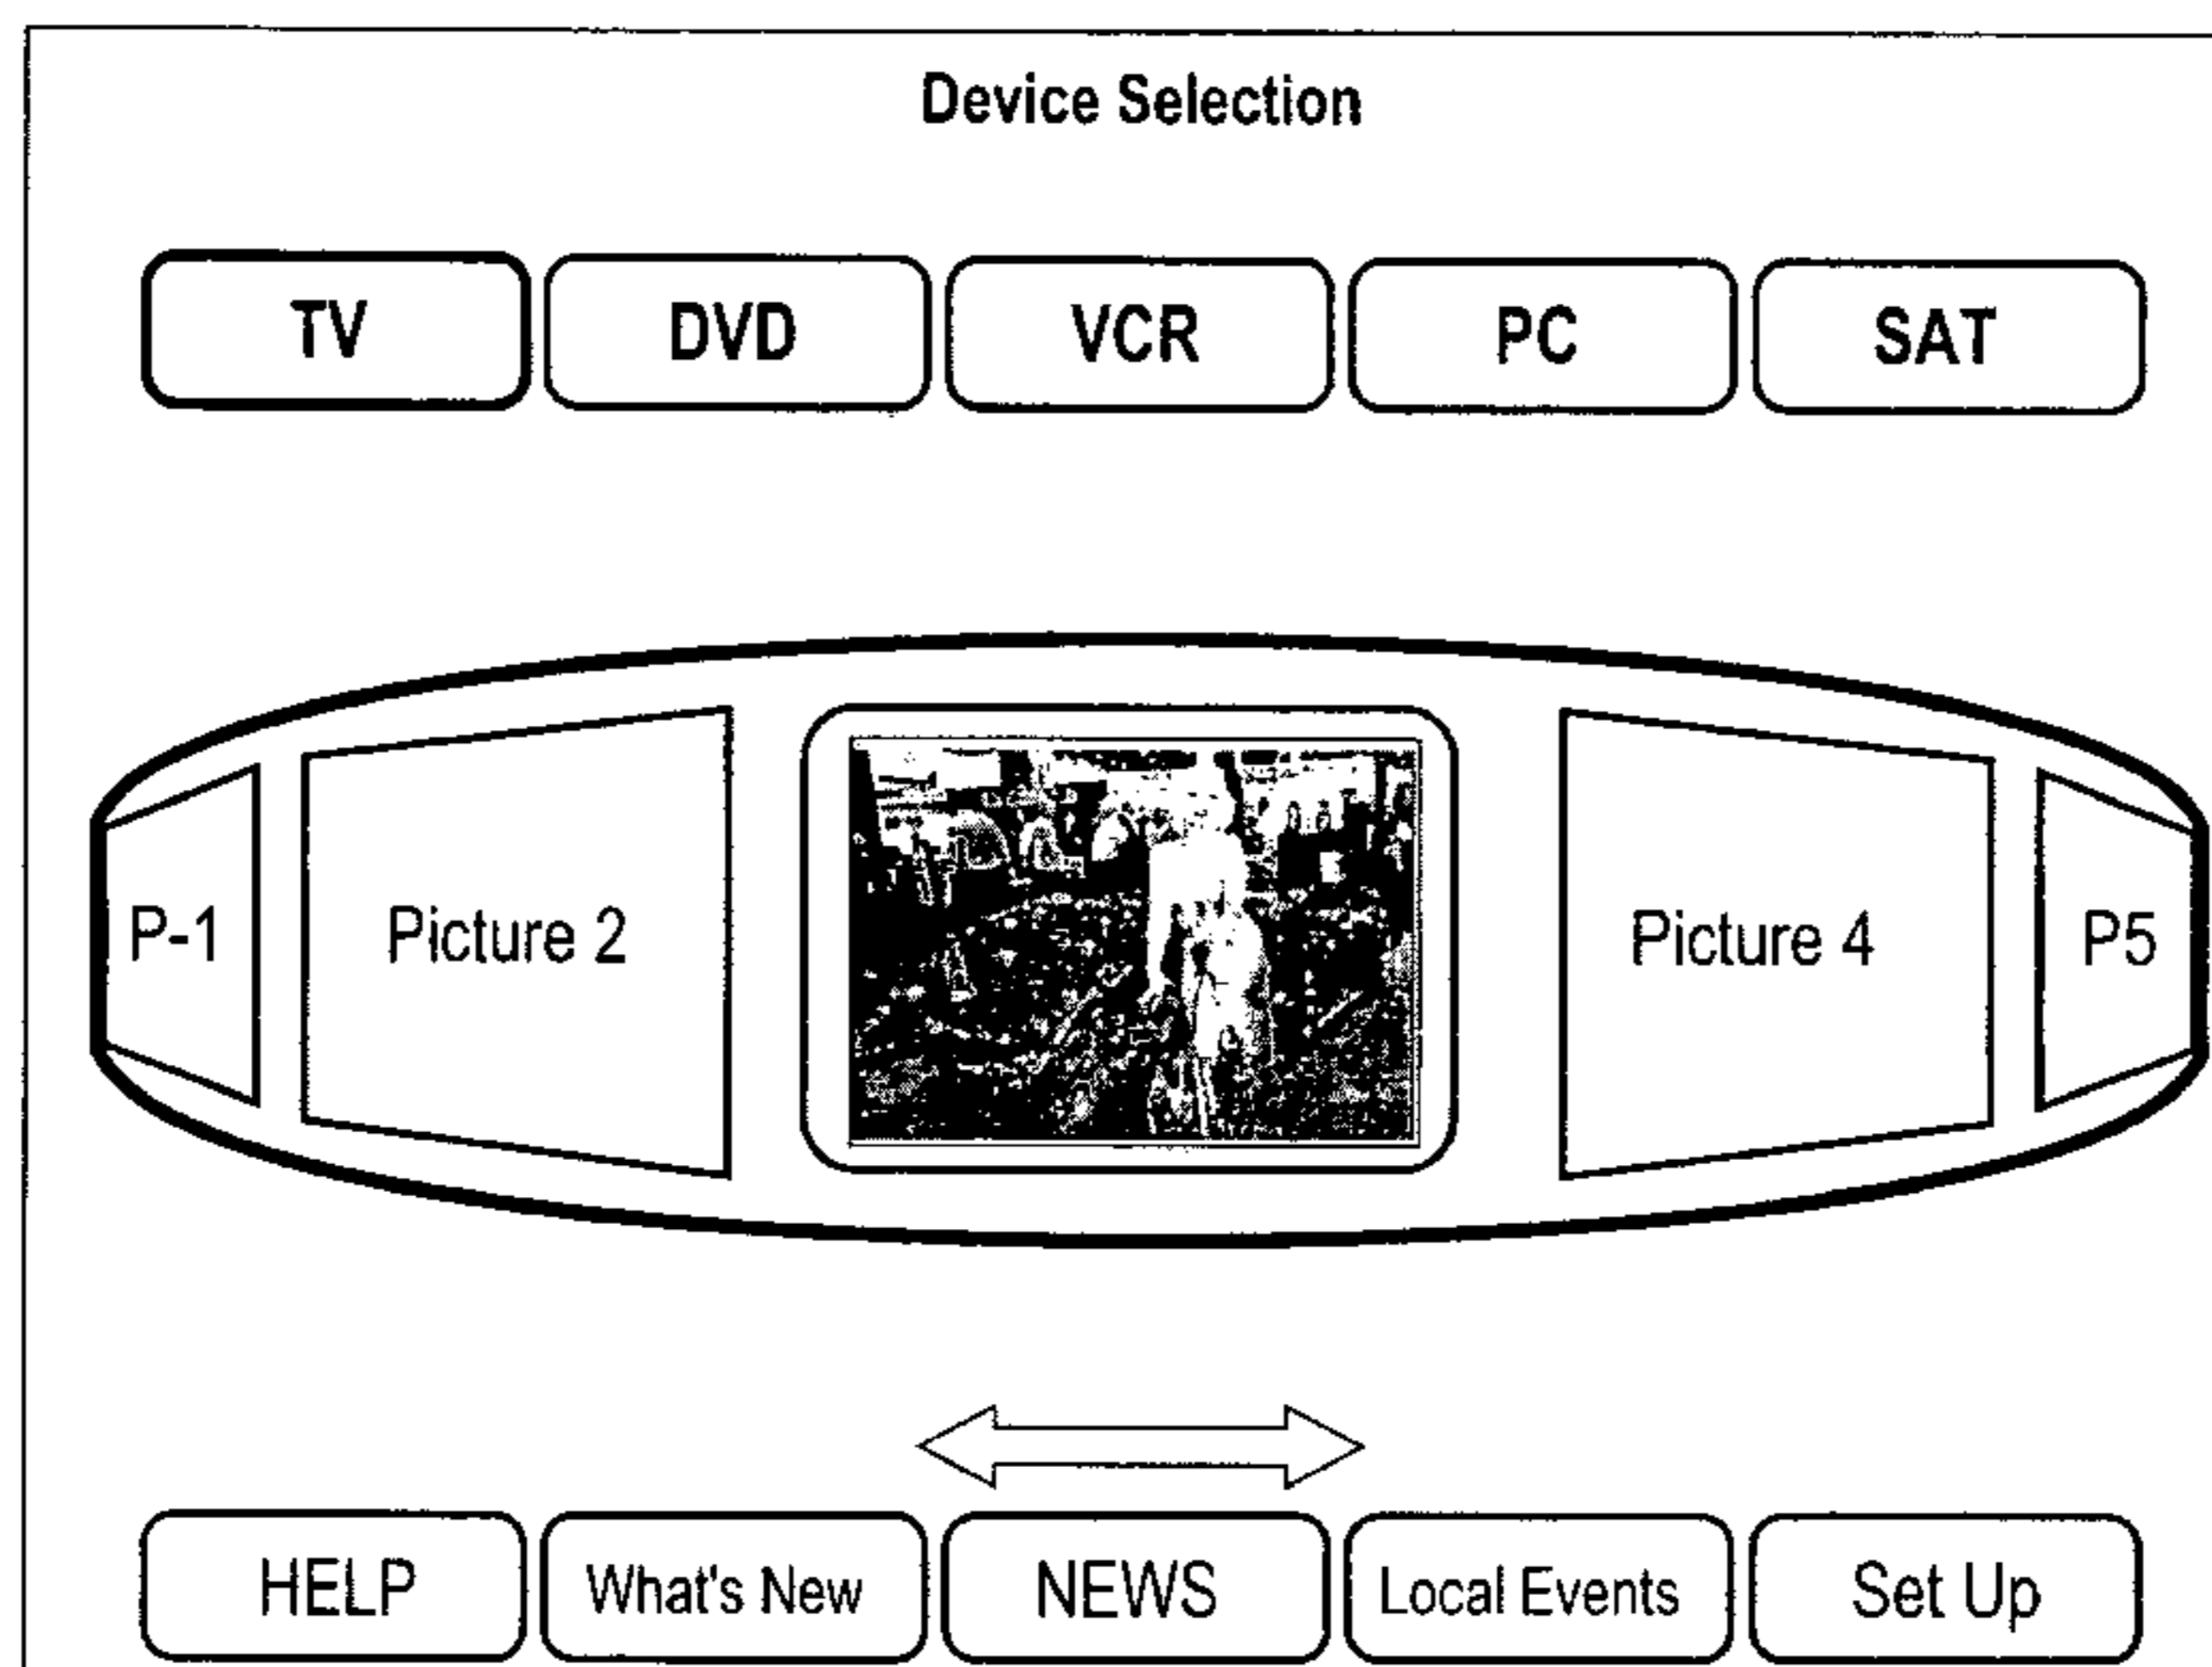 Device Selection
TV DVD VCR PC SAT
P-1 Picture 2 Picture 4 P5
HELP What's New NEWS Local Events Set Up